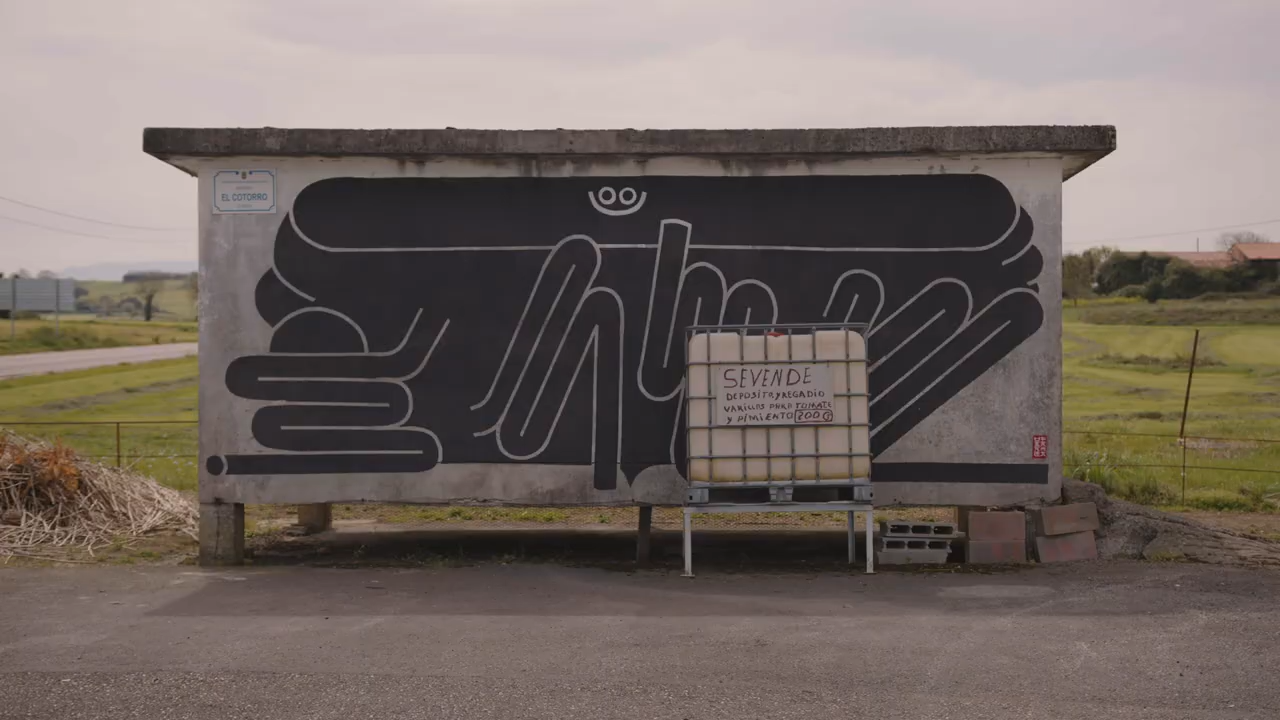 EL COTORRO
SEVENDE
DEPOSITO Y REGADIO
VARILLAS PARA TOMATE
Y PIMIENTO 200 €